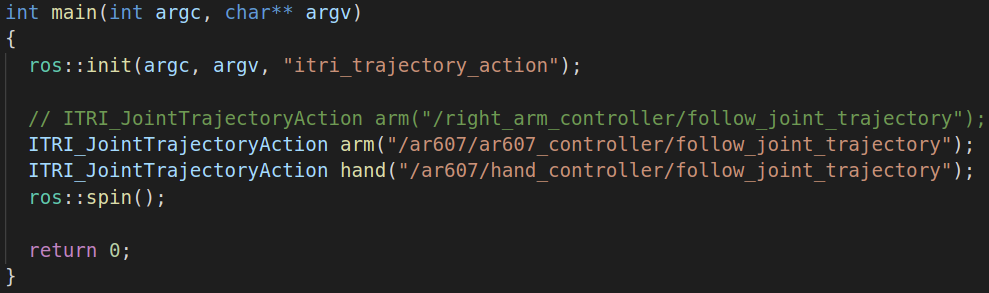 int main(int argc, char** argv)
{
ros::init(argc, argv, "itri_trajectory_action");
// ITRI_JointTrajectoryAction arm("/right_arm_controller/follow_joint_trajectory");
ITRI_JointTrajectoryAction arm("/ar607/ar607_controller/follow_joint_trajectory");
ITRI_JointTrajectoryAction hand("/ar607/hand_controller/follow_joint_trajectory");
ros::spin();
return 0;
}